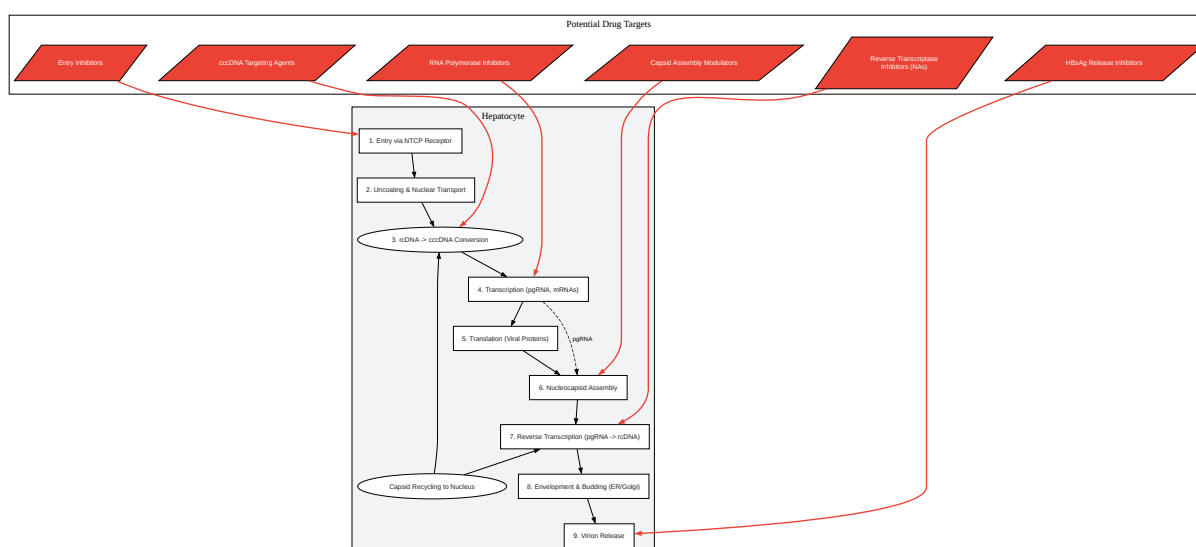 Potential Drug Targets
Entry Inhibitors
cccDNA Targeting Agents
RNA Polymerase Inhibitors
Capsid Assembly Modulators
Reverse Transcriptase
Inhibitors (NAs)
HBsAg Release Inhibitors
Hepatocyte
1. Entry via NTCP Receptor
2. Uncoating & Nuclear Transport
3. rcDNA -> cccDNA Conversion
4. Transcription (pgRNA, mRNAs)
5. Translation (Viral Proteins)
pgRNA
6. Nucleocapsid Assembly
7. Reverse Transcription (pgRNA -> rcDNA)
Capsid Recycling to Nucleus
8. Envelopment & Budding (ER/Golgi)
9. Virion Release